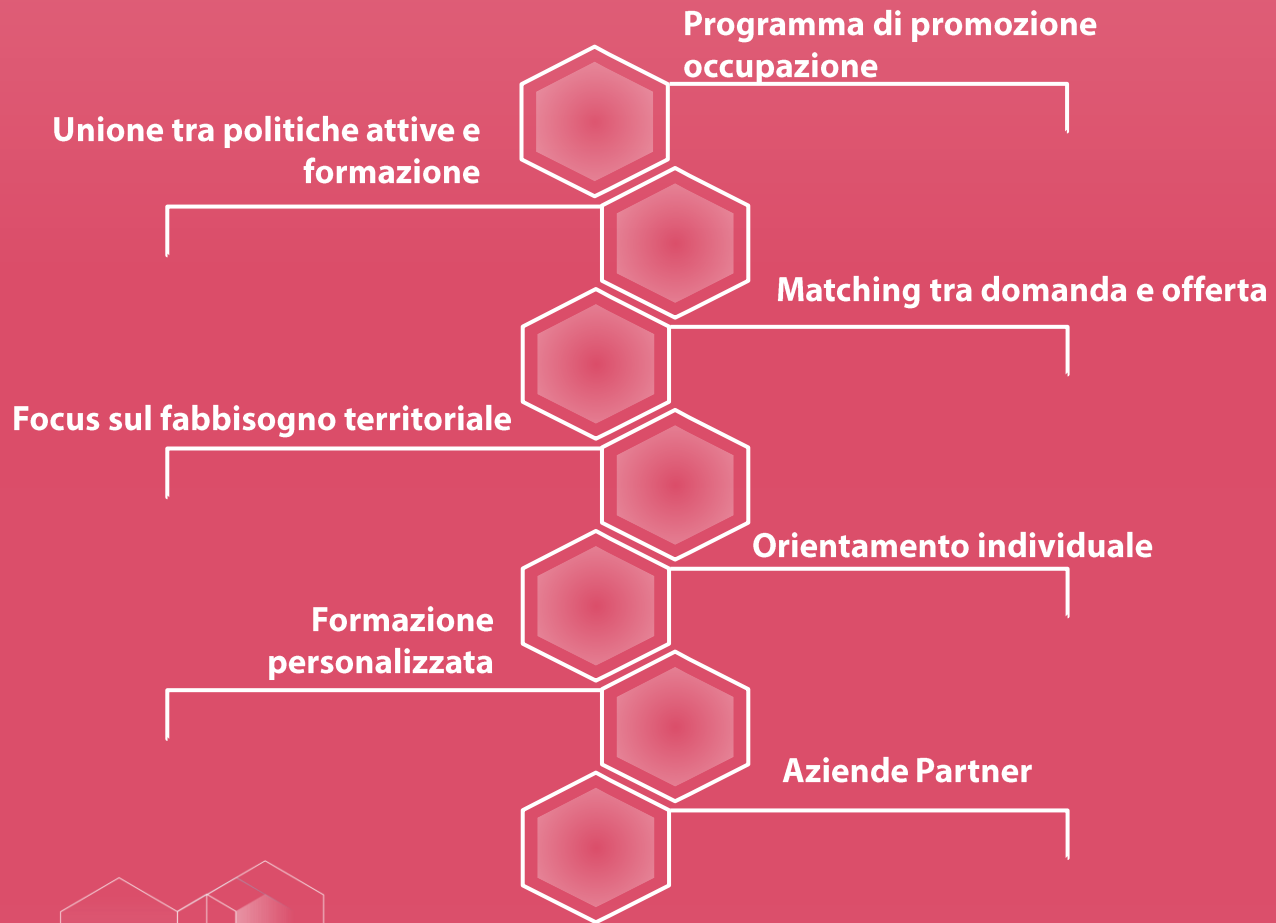 Programma di promozione
occupazione
Unione tra politiche attive e
formazione
Matching tra domanda e offerta
Focus sul fabbisogno territoriale
Orientamento individuale
Formazione
personalizzata
Aziende Partner